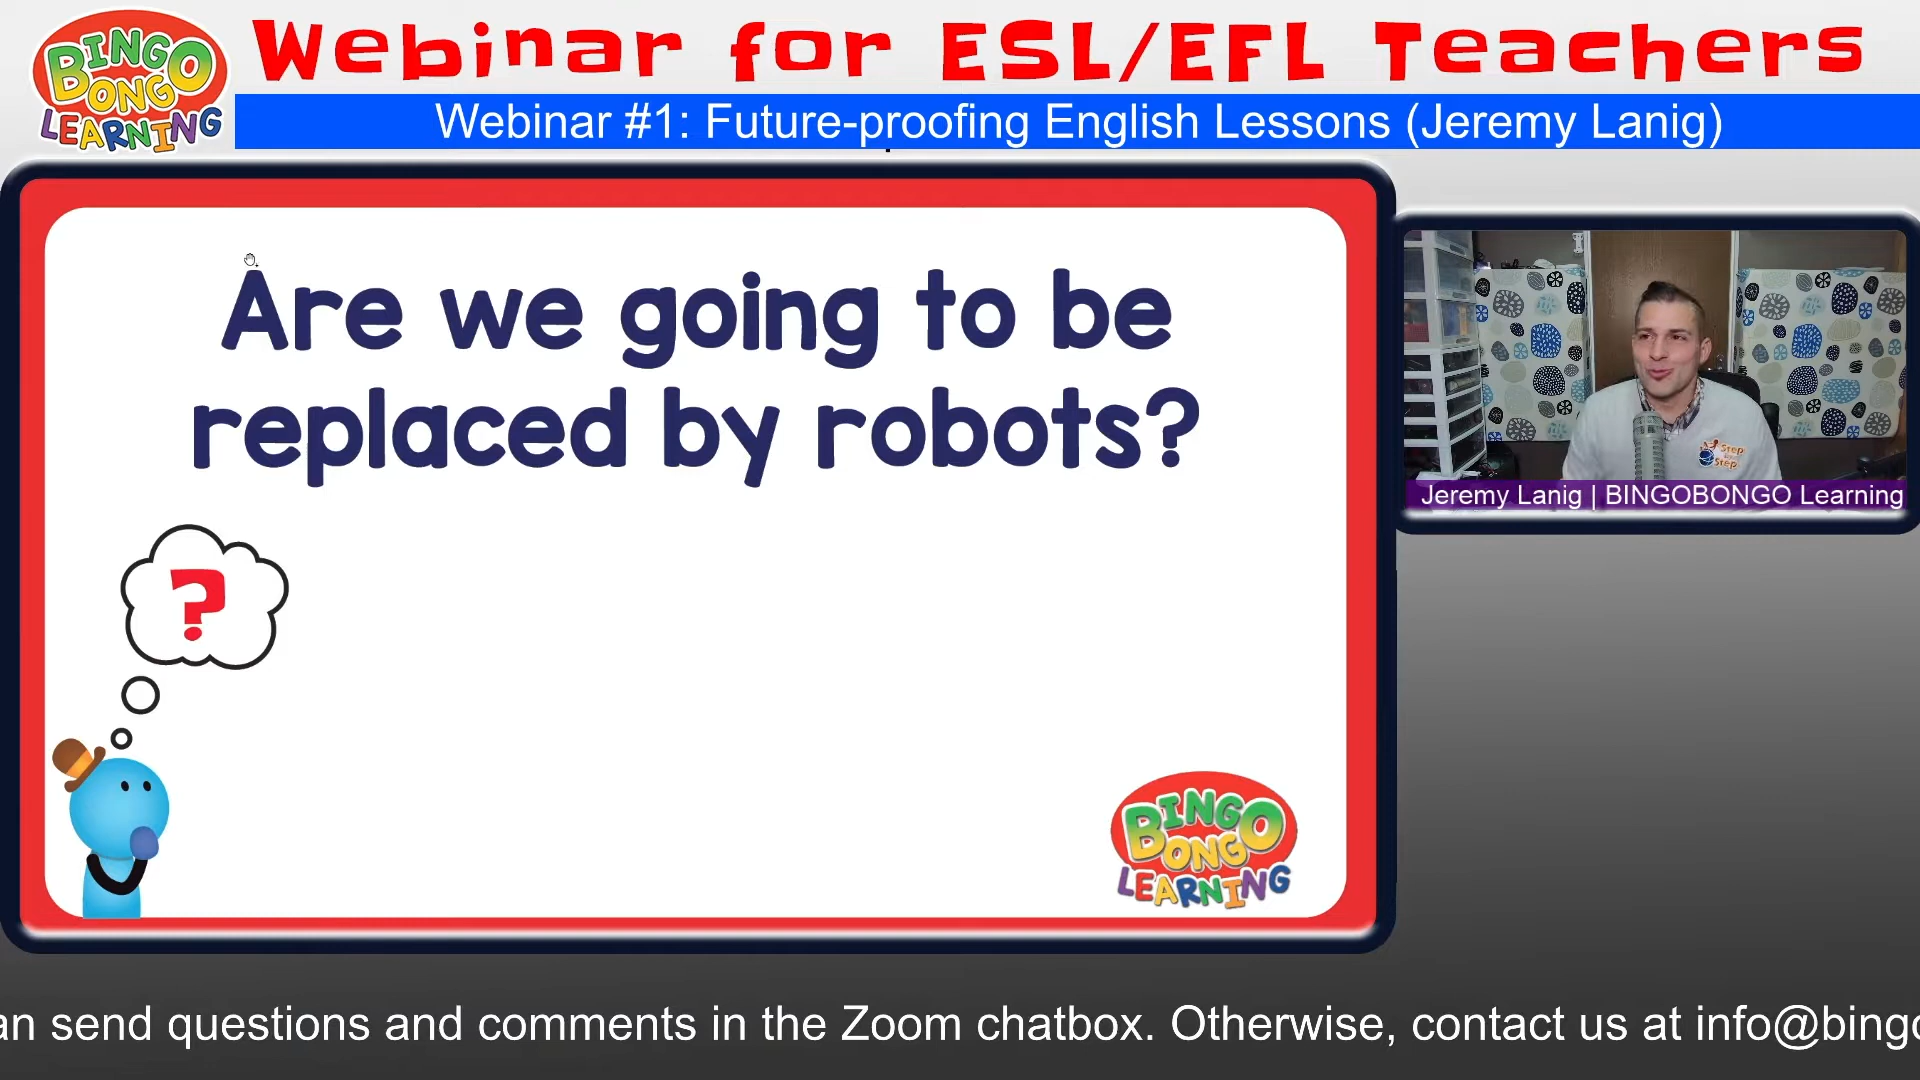 BINGO
BONGO
LEARNING
Webinar for ESL/EFL Teachers
Webinar #1: Future-proofing English Lessons (Jeremy Lanig)
Are we going to be
replaced by robots?
?
Step
Step
Jeremy Lanig | BINGOBONGO Learning
BINGO
BONGO
LEARNING
an send questions and comments in the Zoom chatbox. Otherwise, contact us at info@bingo